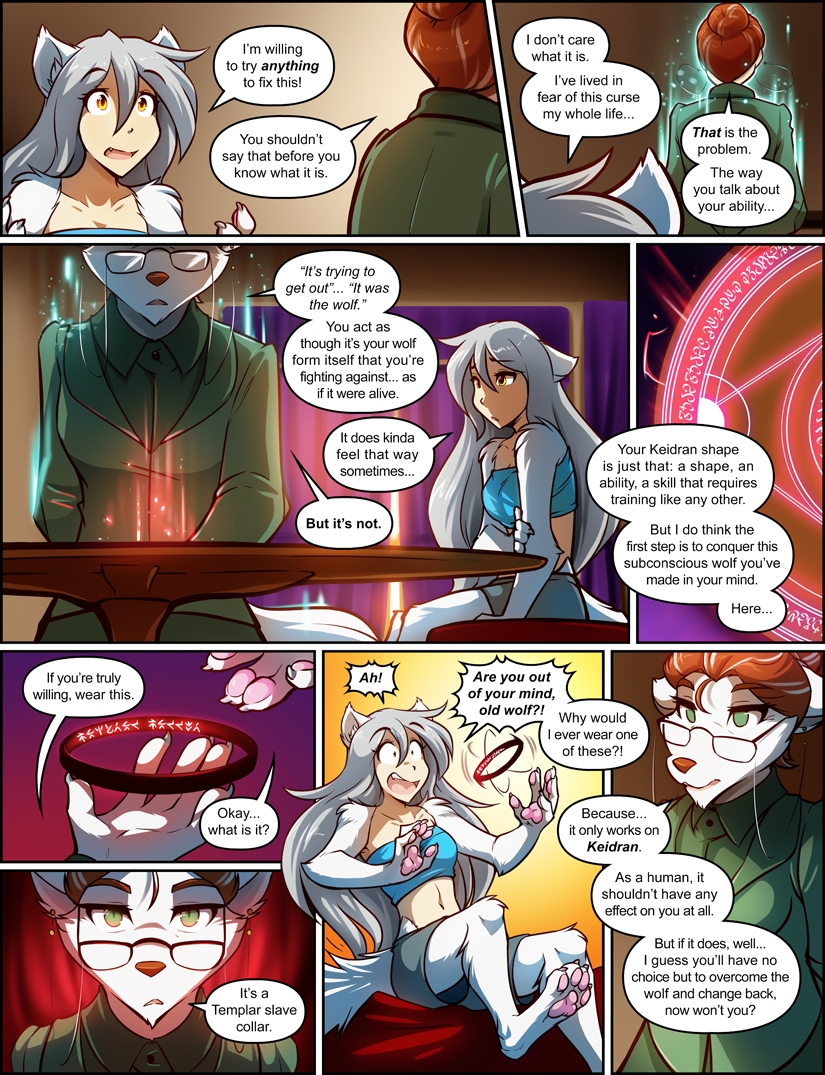 I'm willing
to try anything
to fix this!
You shouldn't
say that before you
know what it is.
I don't care
what it is.
I've lived in
fear of this curse
my whole life...
That is the
problem.
The way
you talk about
your ability...
"It's trying to
get out"... "It was
the wolf."
You act as
though it's your wolf
form itself that you're
fighting against... as
if it were alive.
It does kinda
feel that way
sometimes...
But it's not.
Your Keidran shape
is just that: a shape, an
ability, a skill that requires
training like any other.
But I do think the
first step is to conquer this
subconscious wolf you've
made in your mind.
Here...
If you're truly
willing, wear this.
Okay...
what is it?
It's a
Templar slave
collar.
Ah!
Are you out
of your mind,
old wolf?!
Why would
I ever wear one
of these?!
Because...
it only works on
Keidran.
As a human, it
shouldn't have any
effect on you at all.
But if it does, well...
I guess you'll have no
choice but to overcome the
wolf and change back,
now won't you?